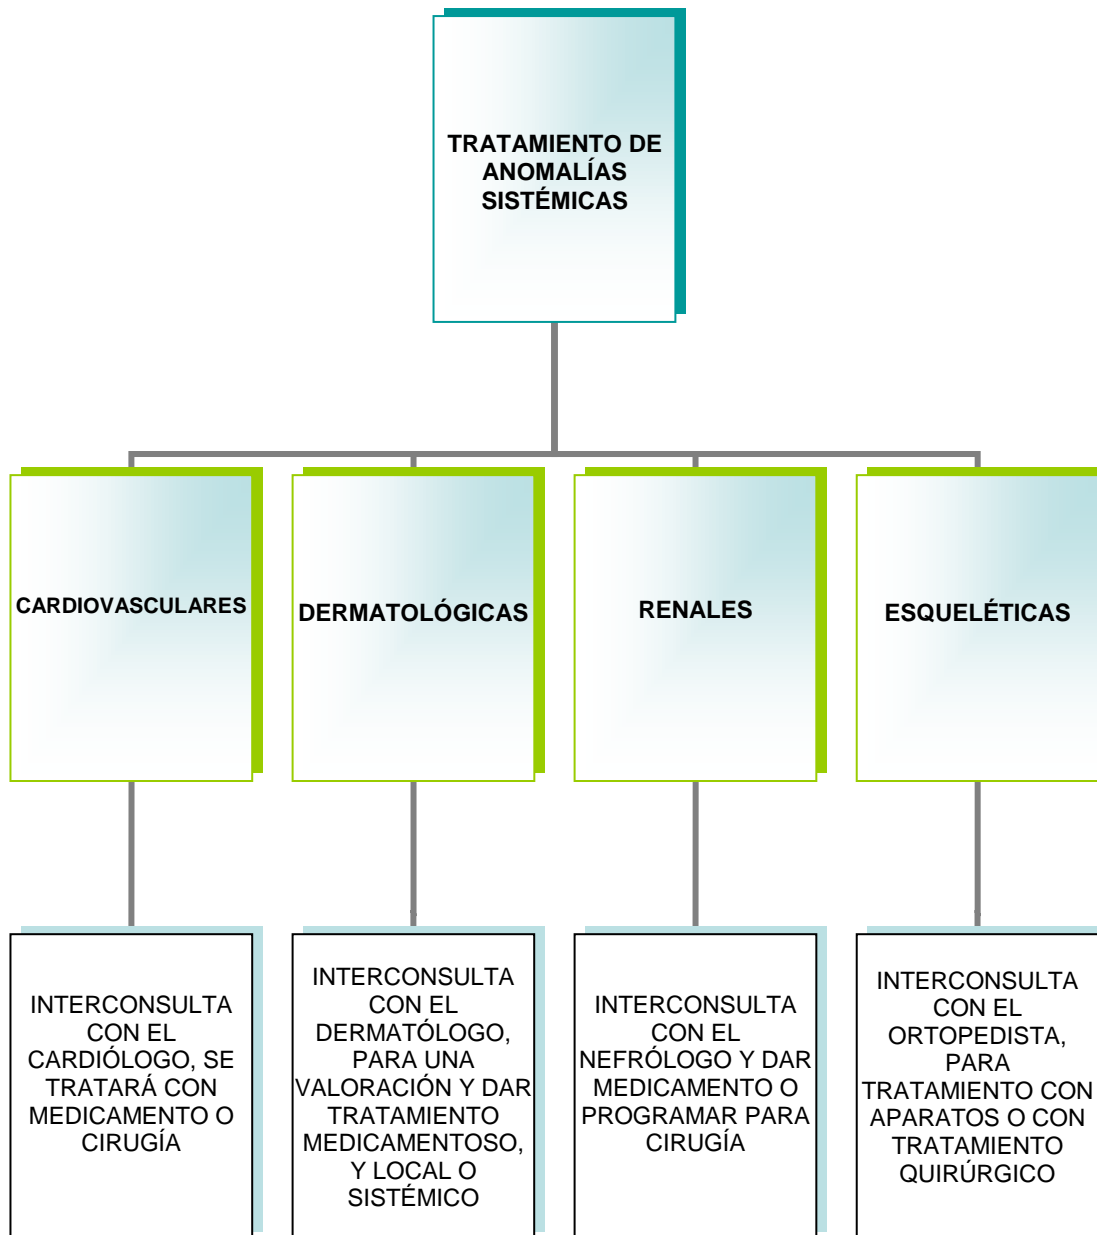 TRATAMIENTO DE
ANOMALÍAS
SISTÉMICAS
CARDIOVASCULARES
DERMATOLÓGICAS
RENALES
ESQUELÉTICAS
INTERCONSULTA
CON EL
CARDIÓLOGO, SE
TRATARÁ CON
MEDICAMENTO O
CIRUGÍA
INTERCONSULTA
CON EL
DERMATÓLOGO,
PARA UNA
VALORACIÓN Y DAR
TRATAMIENTO
MEDICAMENTOSO,
Y LOCAL O
SISTÉMICO
INTERCONSULTA
CON EL
NEFRÓLOGO Y DAR
MEDICAMENTO O
PROGRAMAR PARA
CIRUGÍA
INTERCONSULTA
CON EL
ORTOPEDISTA,
PARA
TRATAMIENTO CON
APARATOS O CON
TRATAMIENTO
QUIRÚRGICO